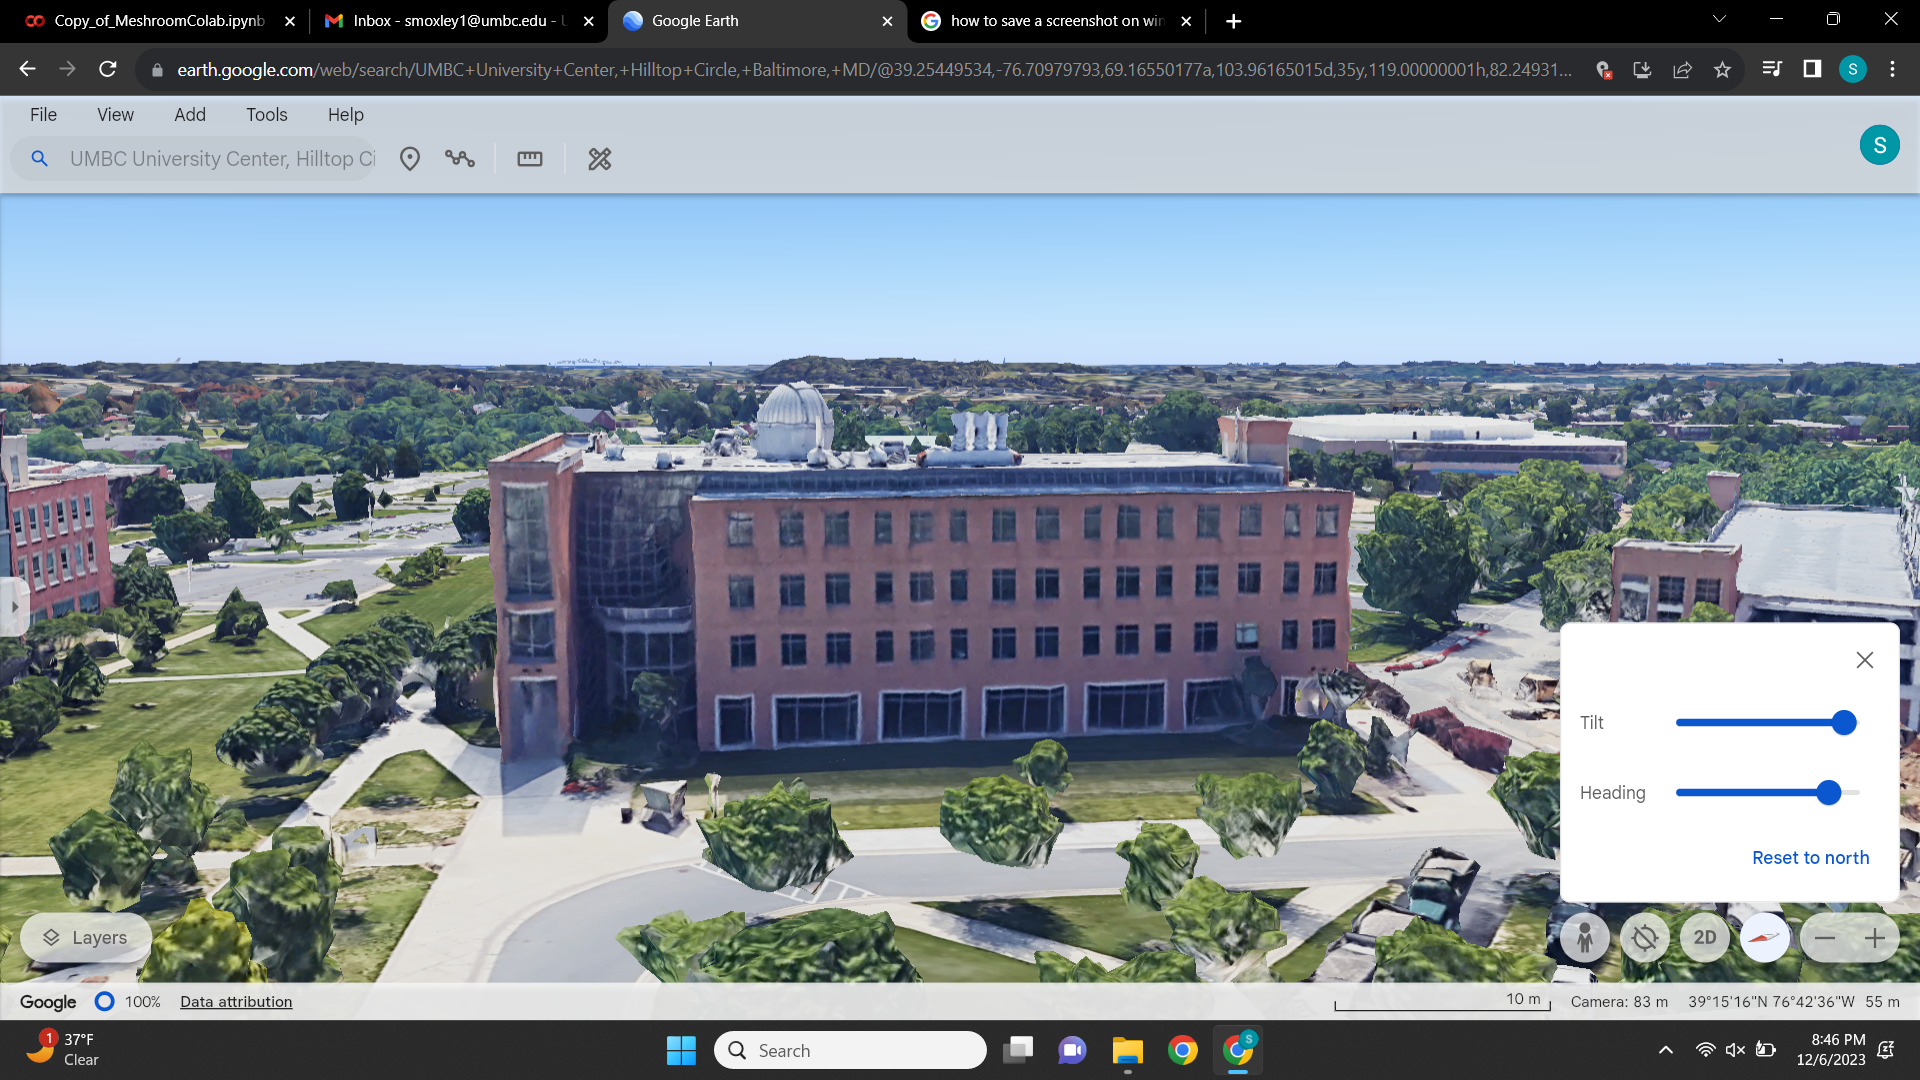 Copy_of_MeshroomColab.ipynb
Inbox - smoxley1@umbc.edu - U
Google Earth
how to save a screenshot on win
earth.google.com/web/search/UMBC+University+Center,+Hilltop+Circle,+Baltimore,+MD/@39.25449534,-76.70979793,69.16550177a,103.96165015d,35y,119.00000001h,82.24931...
S
File View Add Tools Help
UMBC University Center, Hilltop Ci
S
Tilt
Heading
Reset to north
Layers
2D
Google 100% Data attribution
10 m
Camera: 83 m 39°15'16"N 76°42'36"W 55 m
1
37°F
Clear
Search
S
8:46 PM
12/6/2023